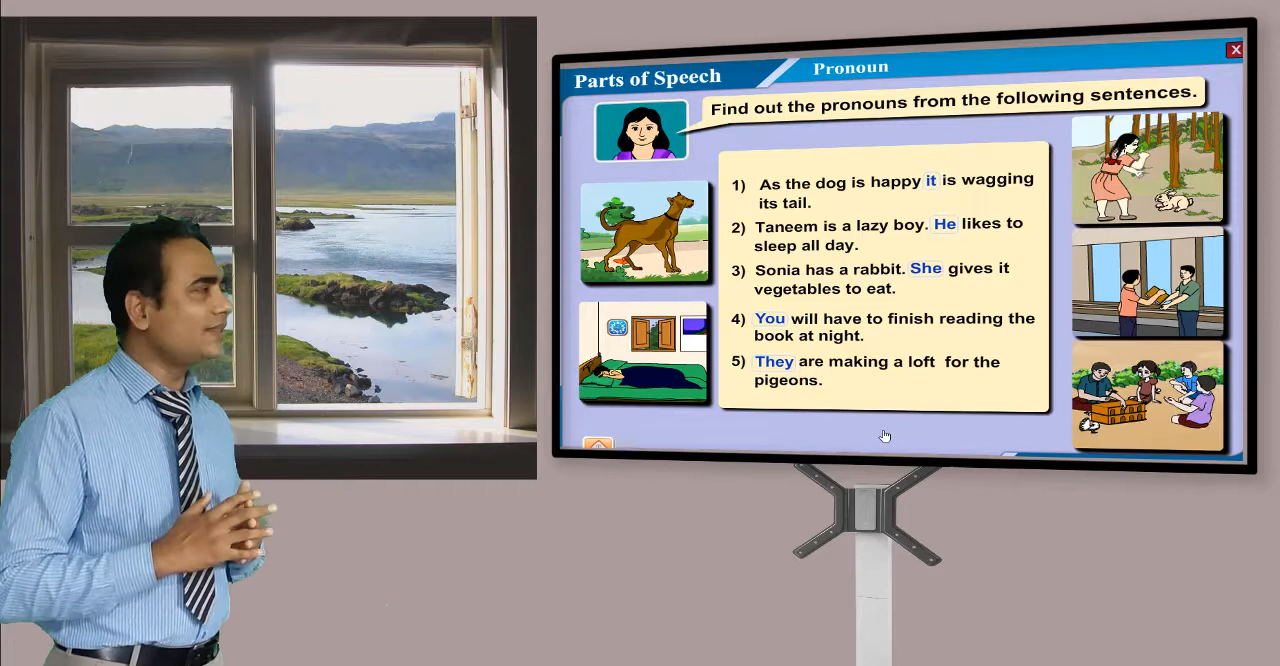 Parts of Speech
Pronoun
X
Find out the pronouns from the following sentences.
1) As the dog is happy it is wagging
its tail.
2) Taneem is a lazy boy. He likes to
sleep all day.
3) Sonia has a rabbit. She gives it
vegetables to eat.
4) You will have to finish reading the
book at night.
5) They are making a loft for the
pigeons.